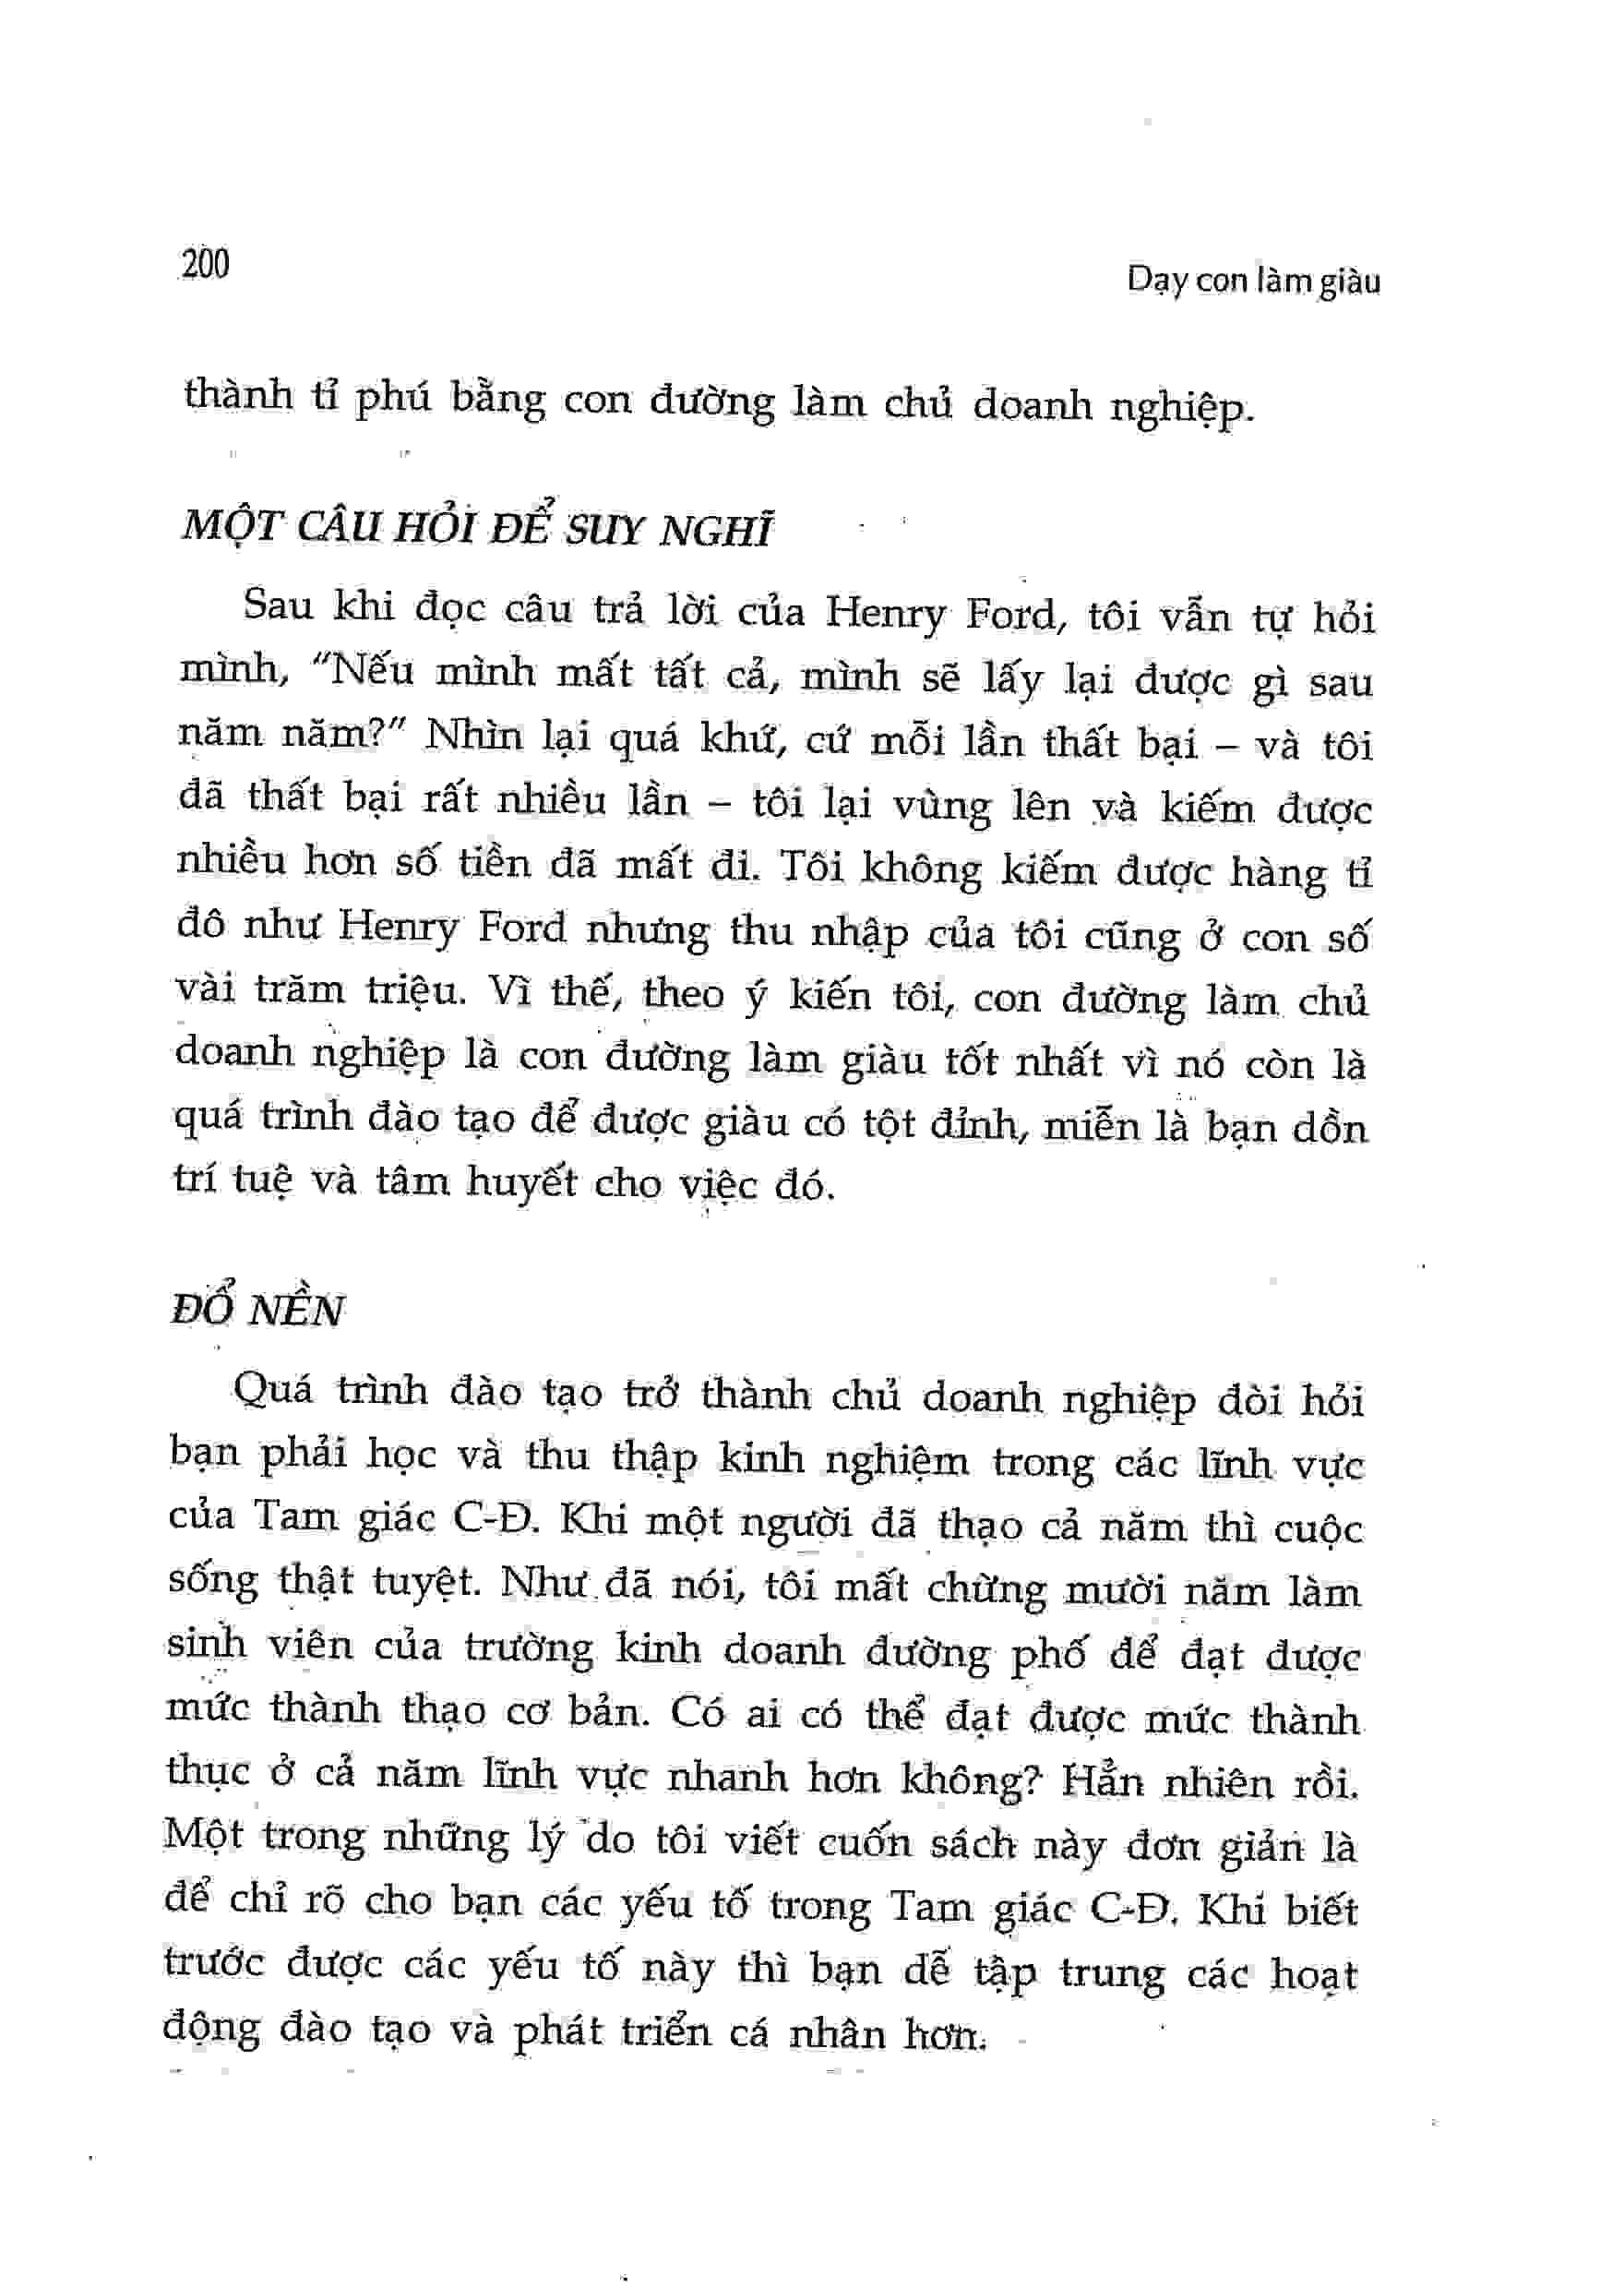 200
Dạy con làm giàu
thành tỉ phú bằng con đường làm chủ doanh nghiệp.
MỘT CÂU HỎI ĐỂ SUY NGHĨ
Sau khi đọc câu trả lời của Henry Ford, tôi vẫn tự hỏi
mình, "Nếu mình mất tất cả, mình sẽ lấy lại được gì sau
năm năm?" Nhìn lại quá khứ, cứ mỗi lần thất bại – và tôi
đã thất bại rất nhiều lần – tôi lại vùng lên và kiếm được
nhiều hơn số tiền đã mất đi. Tôi không kiếm được hàng tỉ
đô như Henry Ford nhưng thu nhập của tôi cũng ở con số
vài trăm triệu. Vì thế, theo ý kiến tôi, con đường làm chủ
doanh nghiệp là con đường làm giàu tốt nhất vì nó còn là
quá trình đào tạo để được giàu có tột đỉnh, miễn là bạn dồn
trí tuệ và tâm huyết cho việc đó.
ĐỔ NỀN
Quá trình đào tạo trở thành chủ doanh nghiệp đòi hỏi
bạn phải học và thu thập kinh nghiệm trong các lĩnh vực
của Tam giác C-Đ. Khi một người đã thạo cả năm thì cuộc
sống thật tuyệt. Như đã nói, tôi mất chừng mười năm làm
sinh viên của trường kinh doanh đường phố để đạt được
mức thành thạo cơ bản. Có ai có thể đạt được mức thành
thục ở cả năm lĩnh vực nhanh hơn không? Hẳn nhiên rồi.
Một trong những lý do tôi viết cuốn sách này đơn giản là
để chỉ rõ cho bạn các yếu tố trong Tam giác C-Đ. Khi biết
trước được các yếu tố này thì bạn dễ tập trung các hoạt
động đào tạo và phát triển cá nhân hơn.